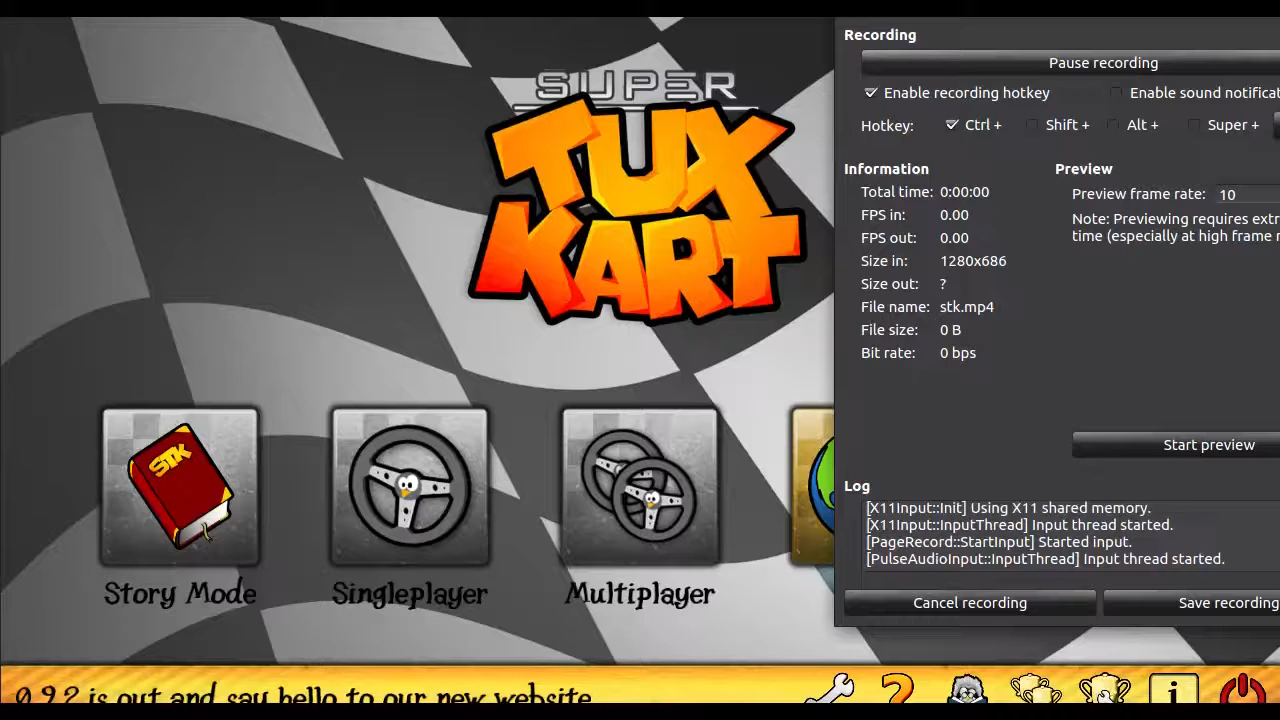 SUPER
TUX
KART
STK
Story Mode
Singleplayer
Multiplayer
0.9.2 is out and say hello to our new website
Recording
Pause recording
Enable recording hotkey
Enable sound notificat
Hotkey: Ctrl + Shift + Alt + Super +
Information
Total time: 0:00:00
FPS in: 0.00
FPS out: 0.00
Size in: 1280x686
Size out: ?
File name: stk.mp4
File size: 0 B
Bit rate: 0 bps
Preview
Preview frame rate: 10
Note: Previewing requires extr
time (especially at high frame r
Start preview
Log
[X11Input::Init] Using X11 shared memory.
[X11Input::InputThread] Input thread started.
[PageRecord::StartInput] Started input.
[PulseAudioInput::InputThread] Input thread started.
Cancel recording
Save recording